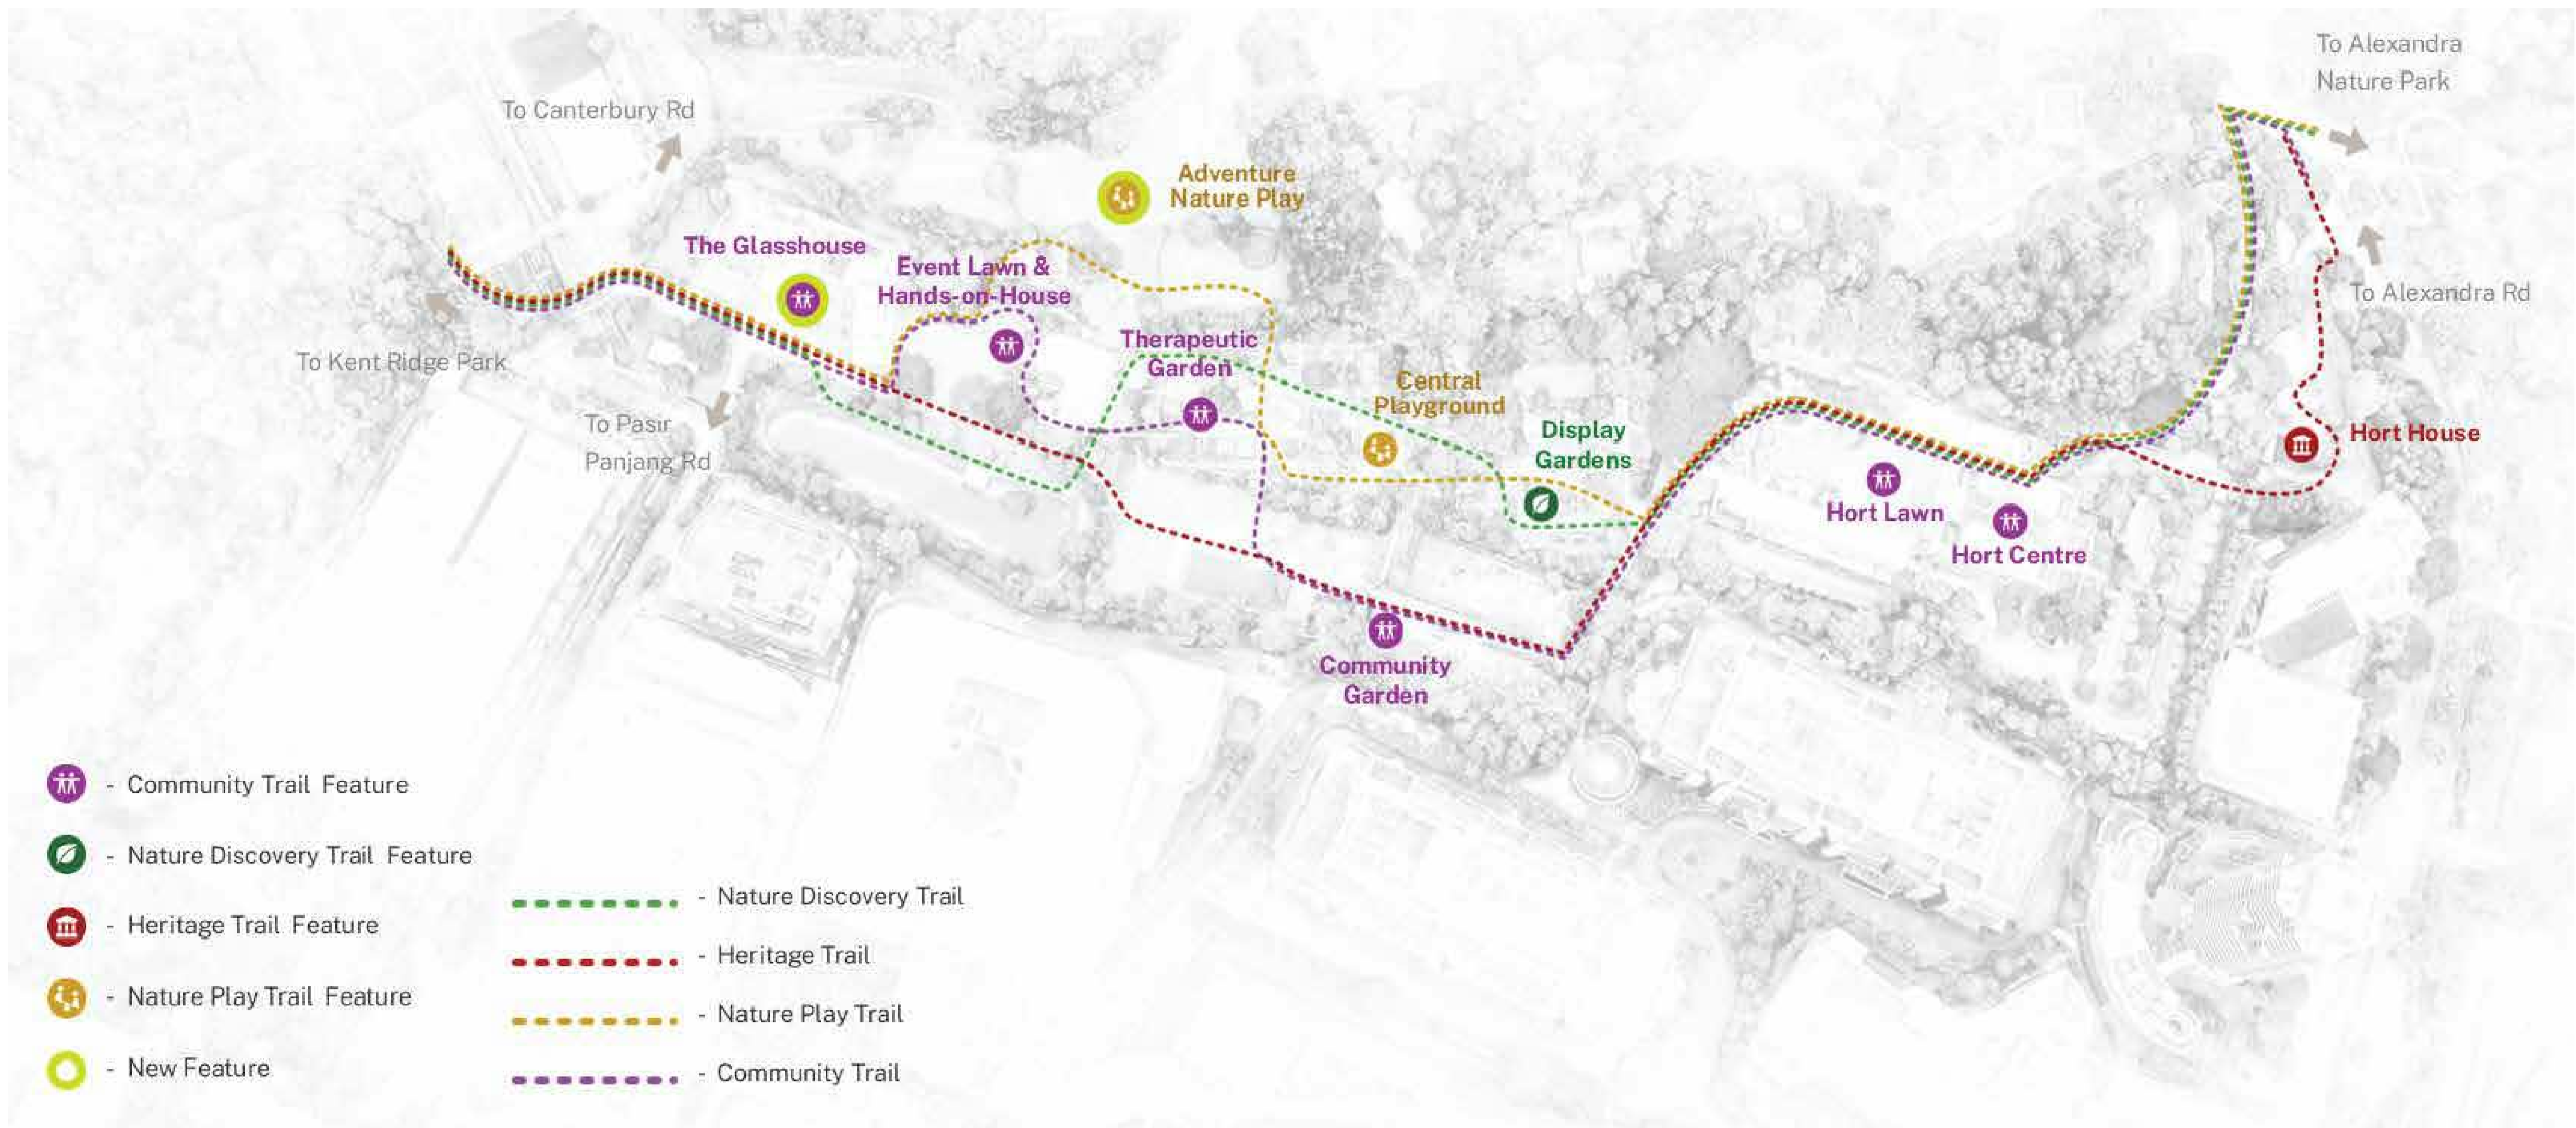 To Alexandra
Nature Park
To Canterbury Rd
Adventure
Nature Play
The Glasshouse
Event Lawn &
Hands-on-House
To Alexandra Rd
Therapeutic
Garden
To Kent Ridge Park
Central
Playground
To Pasir
Panjang Rd
Display
Gardens
Hort House
Hort Lawn
Hort Centre
Community
Garden
- Community Trail Feature
- Nature Discovery Trail Feature
- Heritage Trail Feature
- Nature Play Trail Feature
- New Feature
- Nature Discovery Trail
- Heritage Trail
- Nature Play Trail
- Community Trail